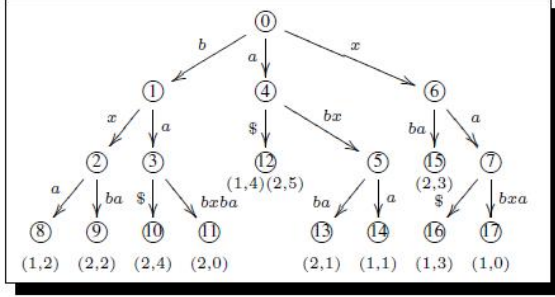 0
b a x
1 4 6
x a $ bx ba a
2 3 12 5 15 7
(1,4)(2,5) (2,3)
a ba $ bxba ba a $ bxa
8 9 10 11 13 14 16 17
(1,2) (2,2) (2,4) (2,0) (2,1) (1,1) (1,3) (1,0)